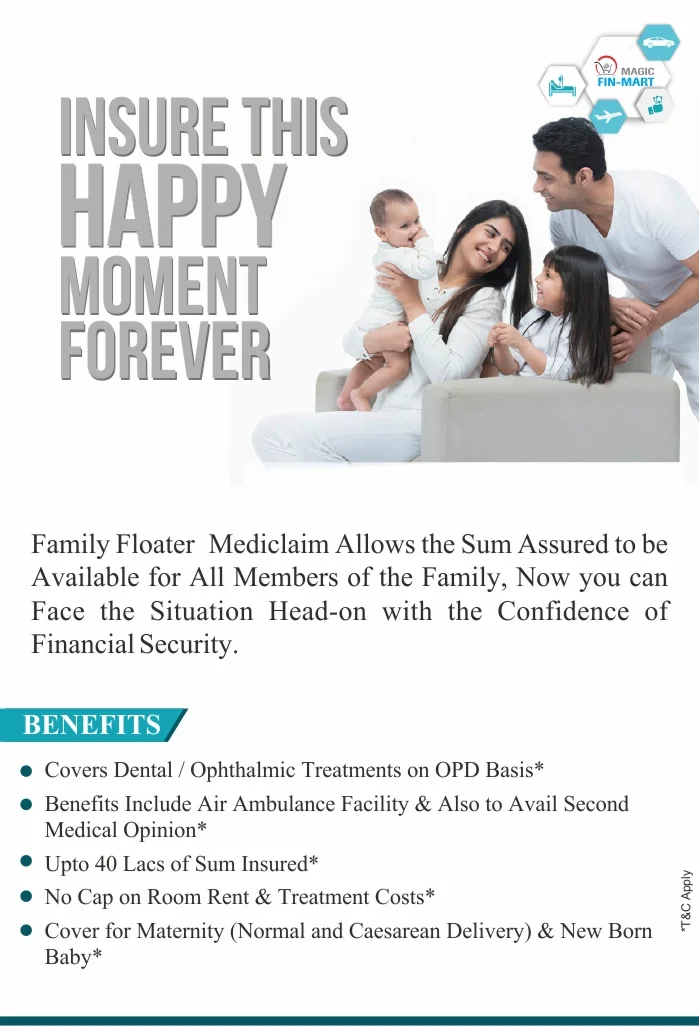 MAGIC
FIN-MART
INSURE THIS
HAPPY
MOMENT
FOREVER
Family Floater Mediclaim Allows the Sum Assured to be
Available for All Members of the Family, Now you can
Face the Situation Head-on with the Confidence of
Financial Security.
BENEFITS
Covers Dental / Ophthalmic Treatments on OPD Basis*
Benefits Include Air Ambulance Facility & Also to Avail Second
Medical Opinion*
Upto 40 Lacs of Sum Insured*
No Cap on Room Rent & Treatment Costs*
Cover for Maternity (Normal and Caesarean Delivery) & New Born
Baby*
*T&C Apply